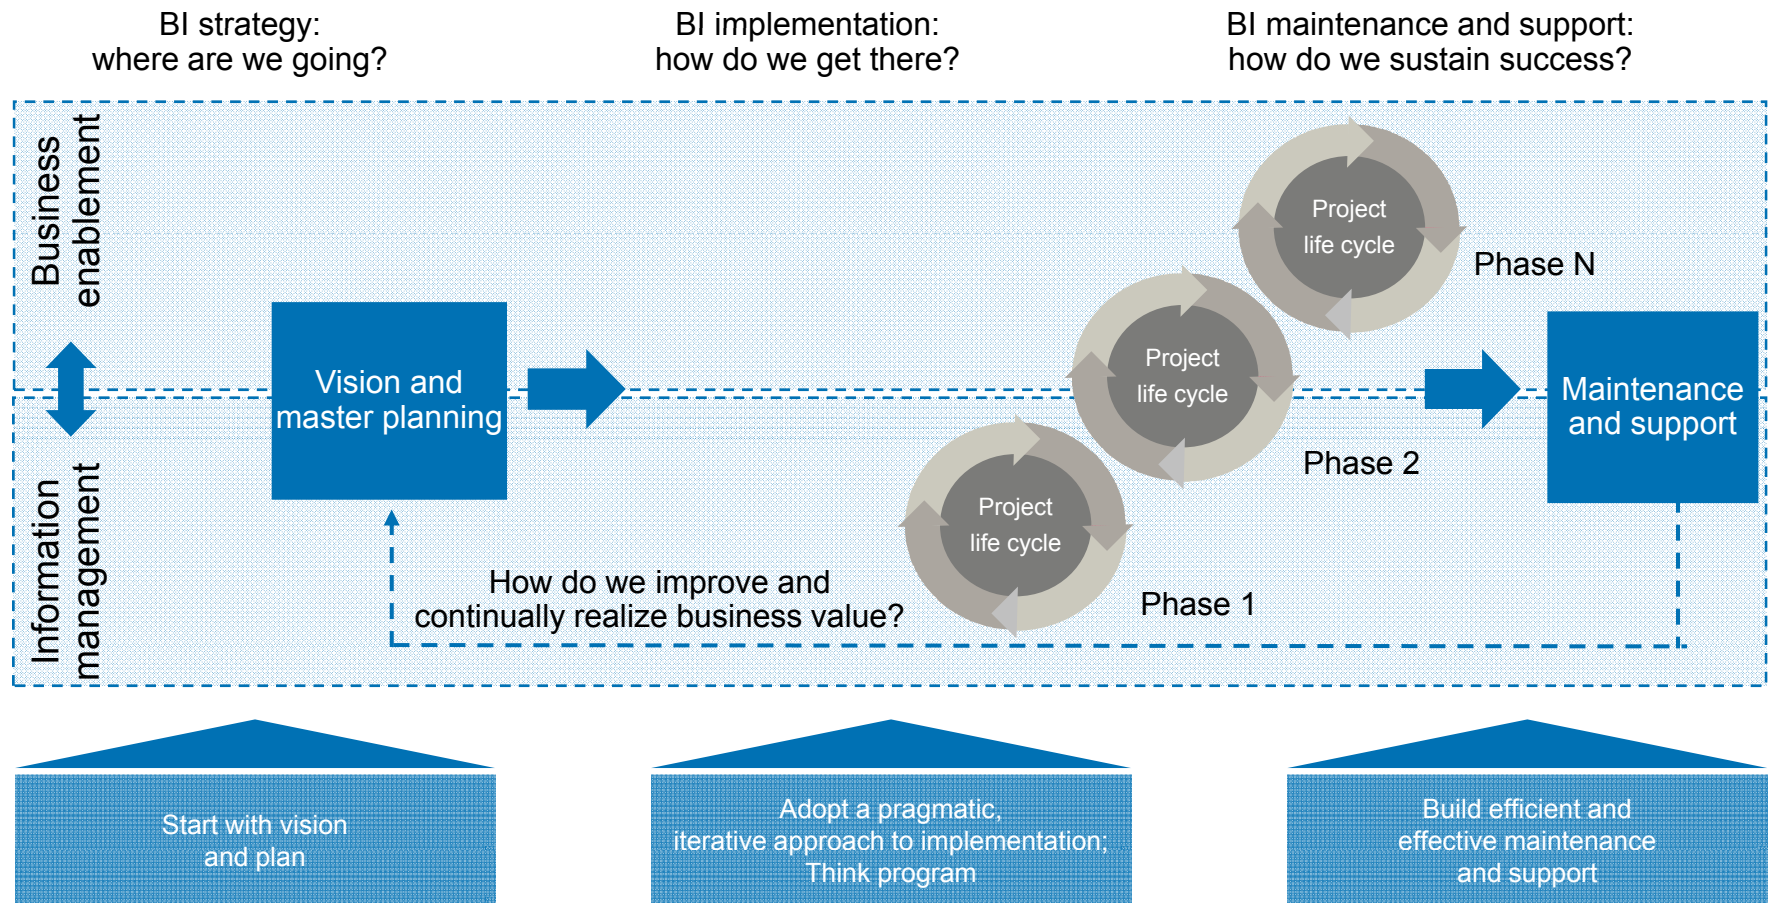 BI strategy:
where are we going?
BI implementation:
how do we get there?
BI maintenance and support:
how do we sustain success?
Business
enablement
Information
management
Vision and
master planning
Project
life cycle
Phase N
Project
life cycle
Phase 2
Project
life cycle
Phase 1
Maintenance
and support
How do we improve and
continually realize business value?
Start with vision
and plan
Adopt a pragmatic,
iterative approach to implementation;
Think program
Build efficient and
effective maintenance
and support